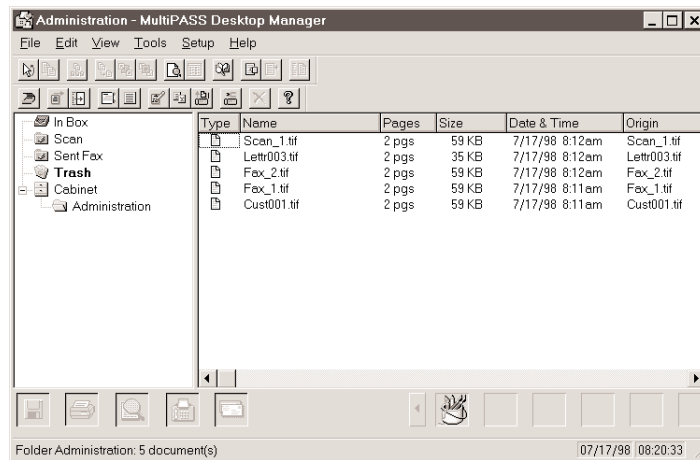 Administration - MultiPASS Desktop Manager
File Edit View Tools Setup Help
In Box
Scan
Sent Fax
Trash
Cabinet
Administration
Type Name Pages Size Date & Time Origin
Scan_1.tif 2 pgs 59 KB 7/17/98 8:12am Scan_1.tif
Lettr003.tif 2 pgs 35 KB 7/17/98 8:12am Lettr003.tif
Fax_2.tif 2 pgs 59 KB 7/17/98 8:12am Fax_2.tif
Fax_1.tif 2 pgs 59 KB 7/17/98 8:11am Fax_1.tif
Cust001.tif 2 pgs 59 KB 7/17/98 8:11am Cust001.tif
Folder Administration: 5 document(s) 07/17/98 08:20:33